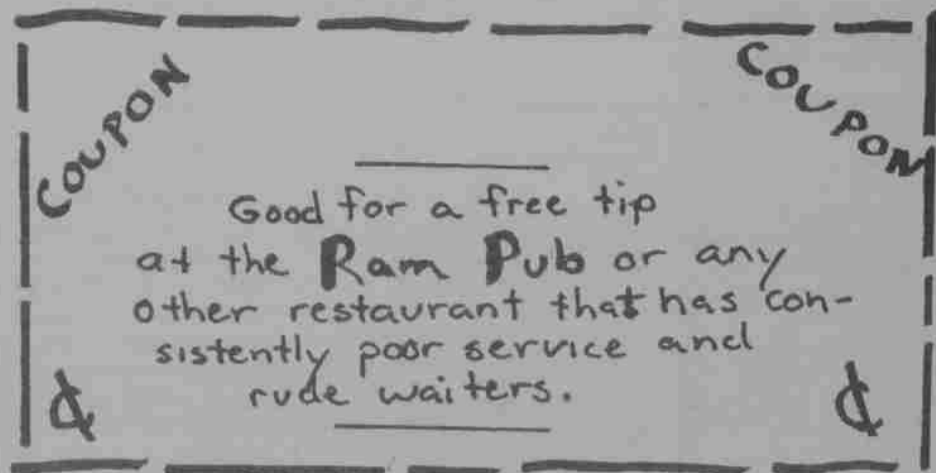 COUPON
COUPON
Good for a free tip
at the Ram Pub or any
other restaurant that has con-
sistently poor service and
rude waiters.
¢ ¢